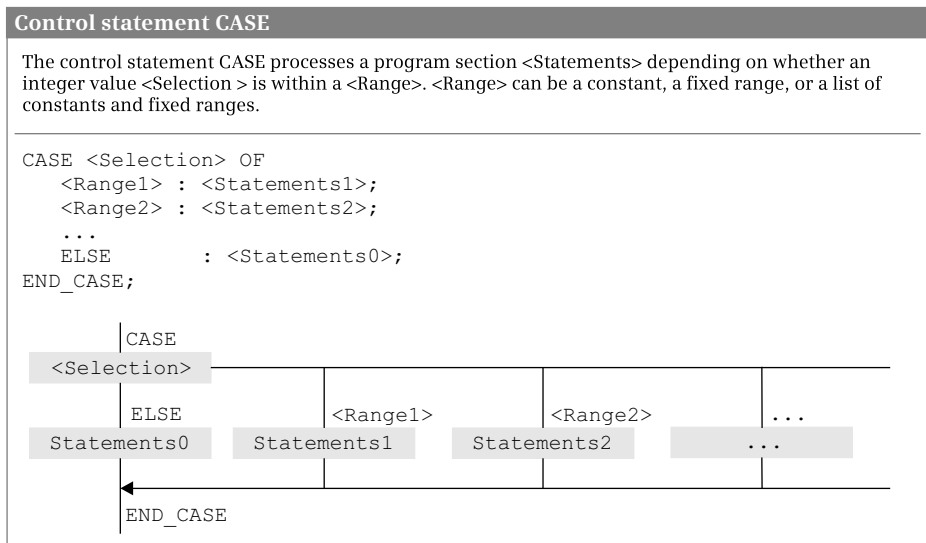 Control statement CASE
The control statement CASE processes a program section <Statements> depending on whether an
integer value <Selection > is within a <Range>. <Range> can be a constant, a fixed range, or a list of
constants and fixed ranges.
CASE <Selection> OF
<Range1> : <Statements1>;
<Range2> : <Statements2>;
...
ELSE : <Statements0>;
END_CASE;
CASE
<Selection>
ELSE <Range1> <Range2> ...
Statements0 Statements1 Statements2 ...
END_CASE